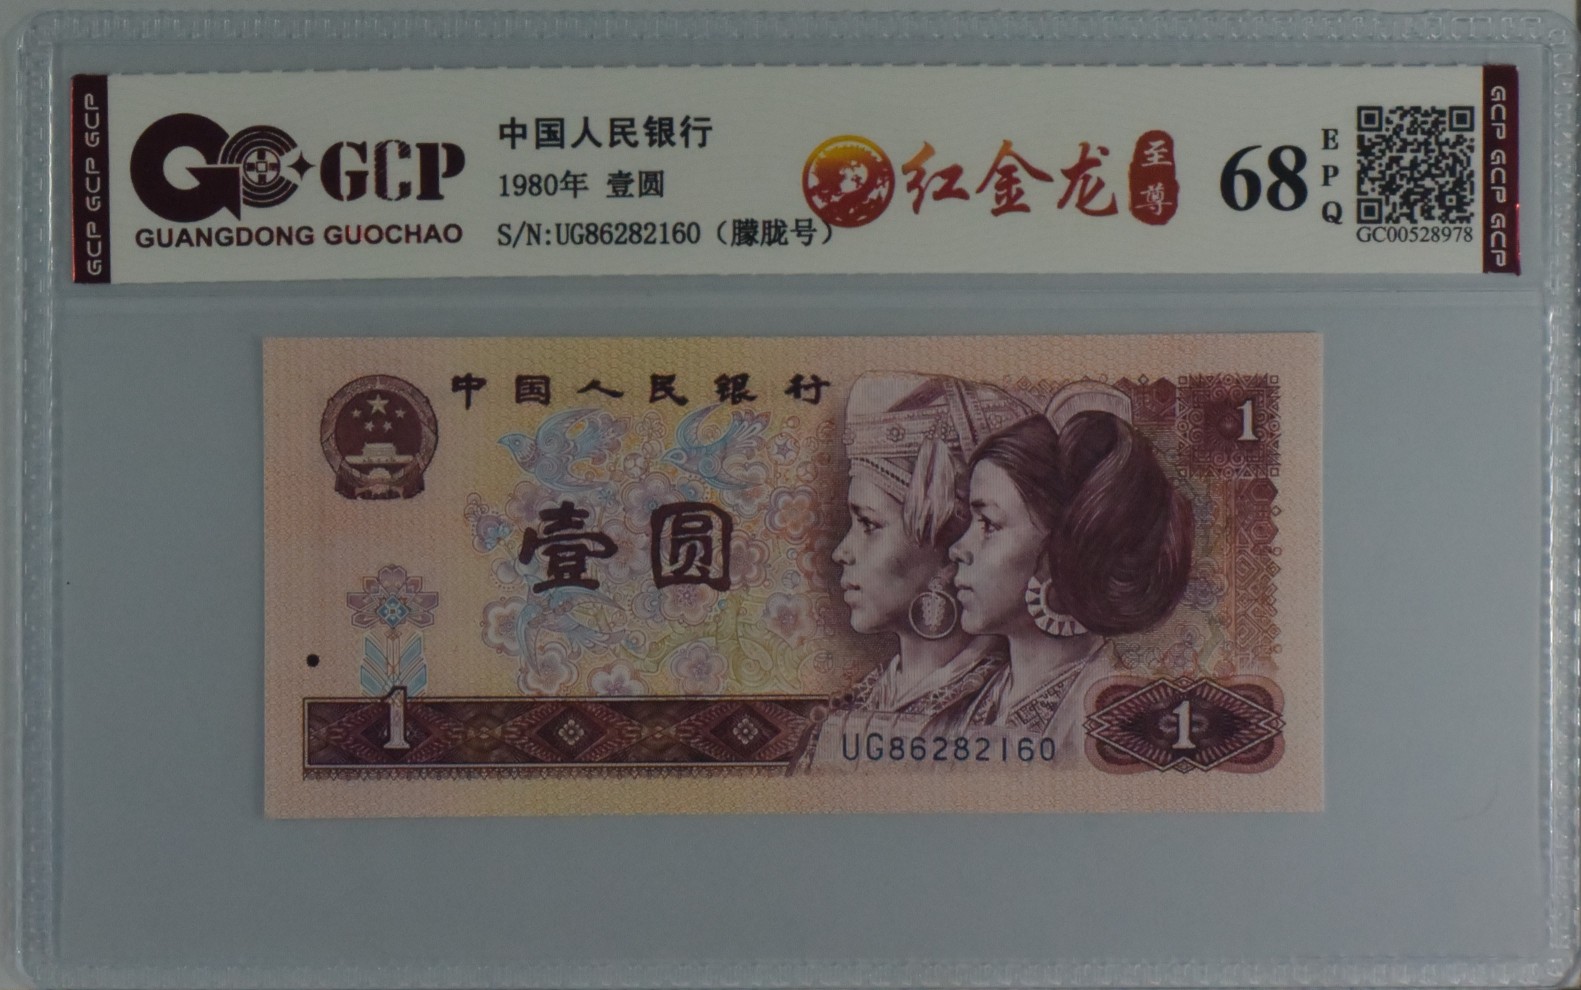 GCP GCP GCP
GCP
GUANGDONG GUOCHAO
中国人民银行
1980年 壹圆
S/N:UG86282160（朦胧号）
红金龙
至尊
68
EPQ
GC00528978
GCP GCP GCP
中国人民银行
1
壹圆
1
1
UG86282160